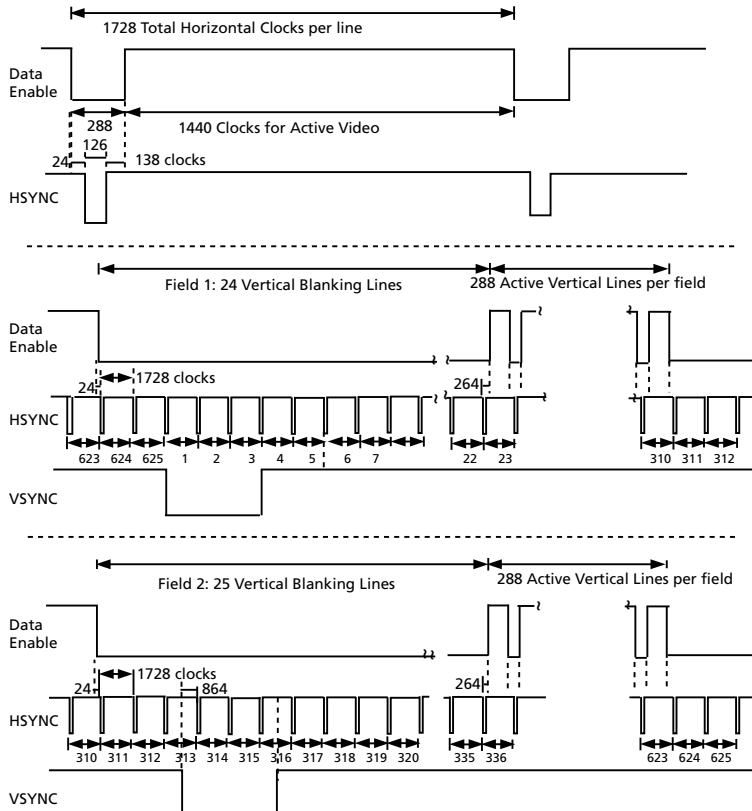 1728 Total Horizontal Clocks per line
Data
Enable
288
1440 Clocks for Active Video
126
24
138 clocks
HSYNC
Field 1: 24 Vertical Blanking Lines
288 Active Vertical Lines per field
Data
Enable
24
1728 clocks
264
HSYNC
623 624 625 1 2 3 4 5 6 7 22 23 310 311 312
VSYNC
Field 2: 25 Vertical Blanking Lines
288 Active Vertical Lines per field
Data
Enable
24
1728 clocks
864
264
HSYNC
310 311 312 313 314 315 316 317 318 319 320 335 336 623 624 625
VSYNC